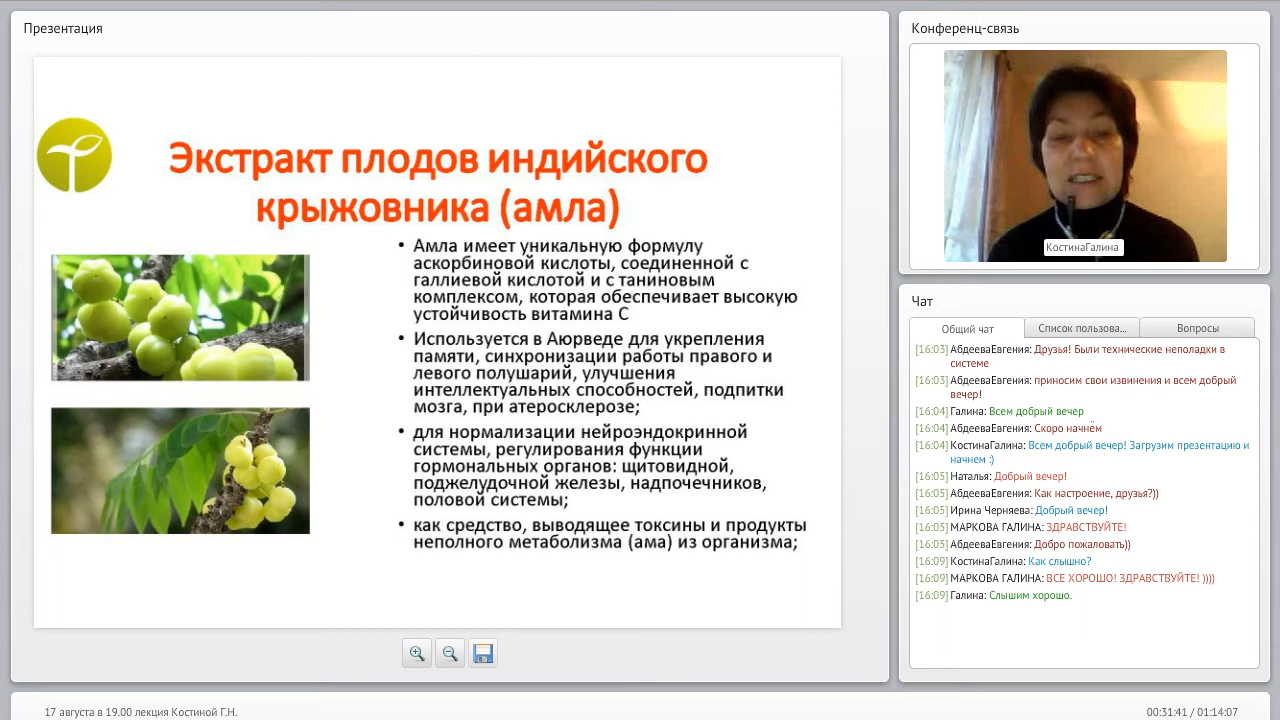 Презентация
Экстракт плодов индийского
крыжовника (амла)
• Амла имеет уникальную формулу
аскорбиновой кислоты, соединенной с
галлиевой кислотой и с таниновым
комплексом, которая обеспечивает высокую
устойчивость витамина С
• Используется в Аюрведе для укрепления
памяти, синхронизации работы правого и
левого полушарий, улучшения
интеллектуальных способностей, подпитки
мозга, при атеросклерозе;
• для нормализации нейроэндокринной
системы, регулирования функции
гормональных органов: щитовидной,
поджелудочной железы, надпочечников,
половой системы;
• как средство, выводящее токсины и продукты
неполного метаболизма (ама) из организма;
Конференц-связь
КостинаГалина
Чат
Общий чат
Список пользова...
Вопросы
[16:03] АбдееваЕвгения: Друзья! Были технические неполадки в
системе
[16:03] АбдееваЕвгения: приносим свои извинения и всем добрый
вечер!
[16:04] Галина: Всем добрый вечер
[16:04] АбдееваЕвгения: Скоро начнём
[16:04] КостинаГалина: Всем добрый вечер! Загрузим презентацию и
начнем :)
[16:05] Наталья: Добрый вечер!
[16:05] АбдееваЕвгения: Как настроение, друзья?))
[16:05] Ирина Черняева: Добрый вечер!
[16:05] МАРКОВА ГАЛИНА: ЗДРАВСТВУЙТЕ!
[16:05] АбдееваЕвгения: Добро пожаловать))
[16:09] КостинаГалина: Как слышно?
[16:09] МАРКОВА ГАЛИНА: ВСЕ ХОРОШО! ЗДРАВСТВУЙТЕ! ))))
[16:09] Галина: Слышим хорошо.
17 августа в 19.00 лекция Костиной Г.Н.
00:31:41 / 01:14:07